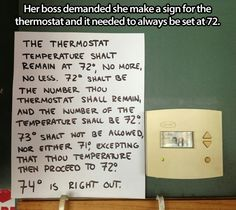 Her boss demanded she make a sign for the
thermostat and it needed to always be set at 72.
THE THERMOSTAT
TEMPERATURE SHALT
REMAIN AT 72°, NO MORE,
NO LESS. 72° SHALT BE
THE NUMBER THOU
THERMOSTAT SHALL REMAIN,
AND THE NUMBER OF THE
TEMPERATURE SHALL BE 72°.
73° SHALT NOT BE ALLOWED,
NOR EITHER 71°, EXCEPTING
THAT THOU TEMPERATURE
THEN PROCEED TO 72°.
74° IS RIGHT OUT.